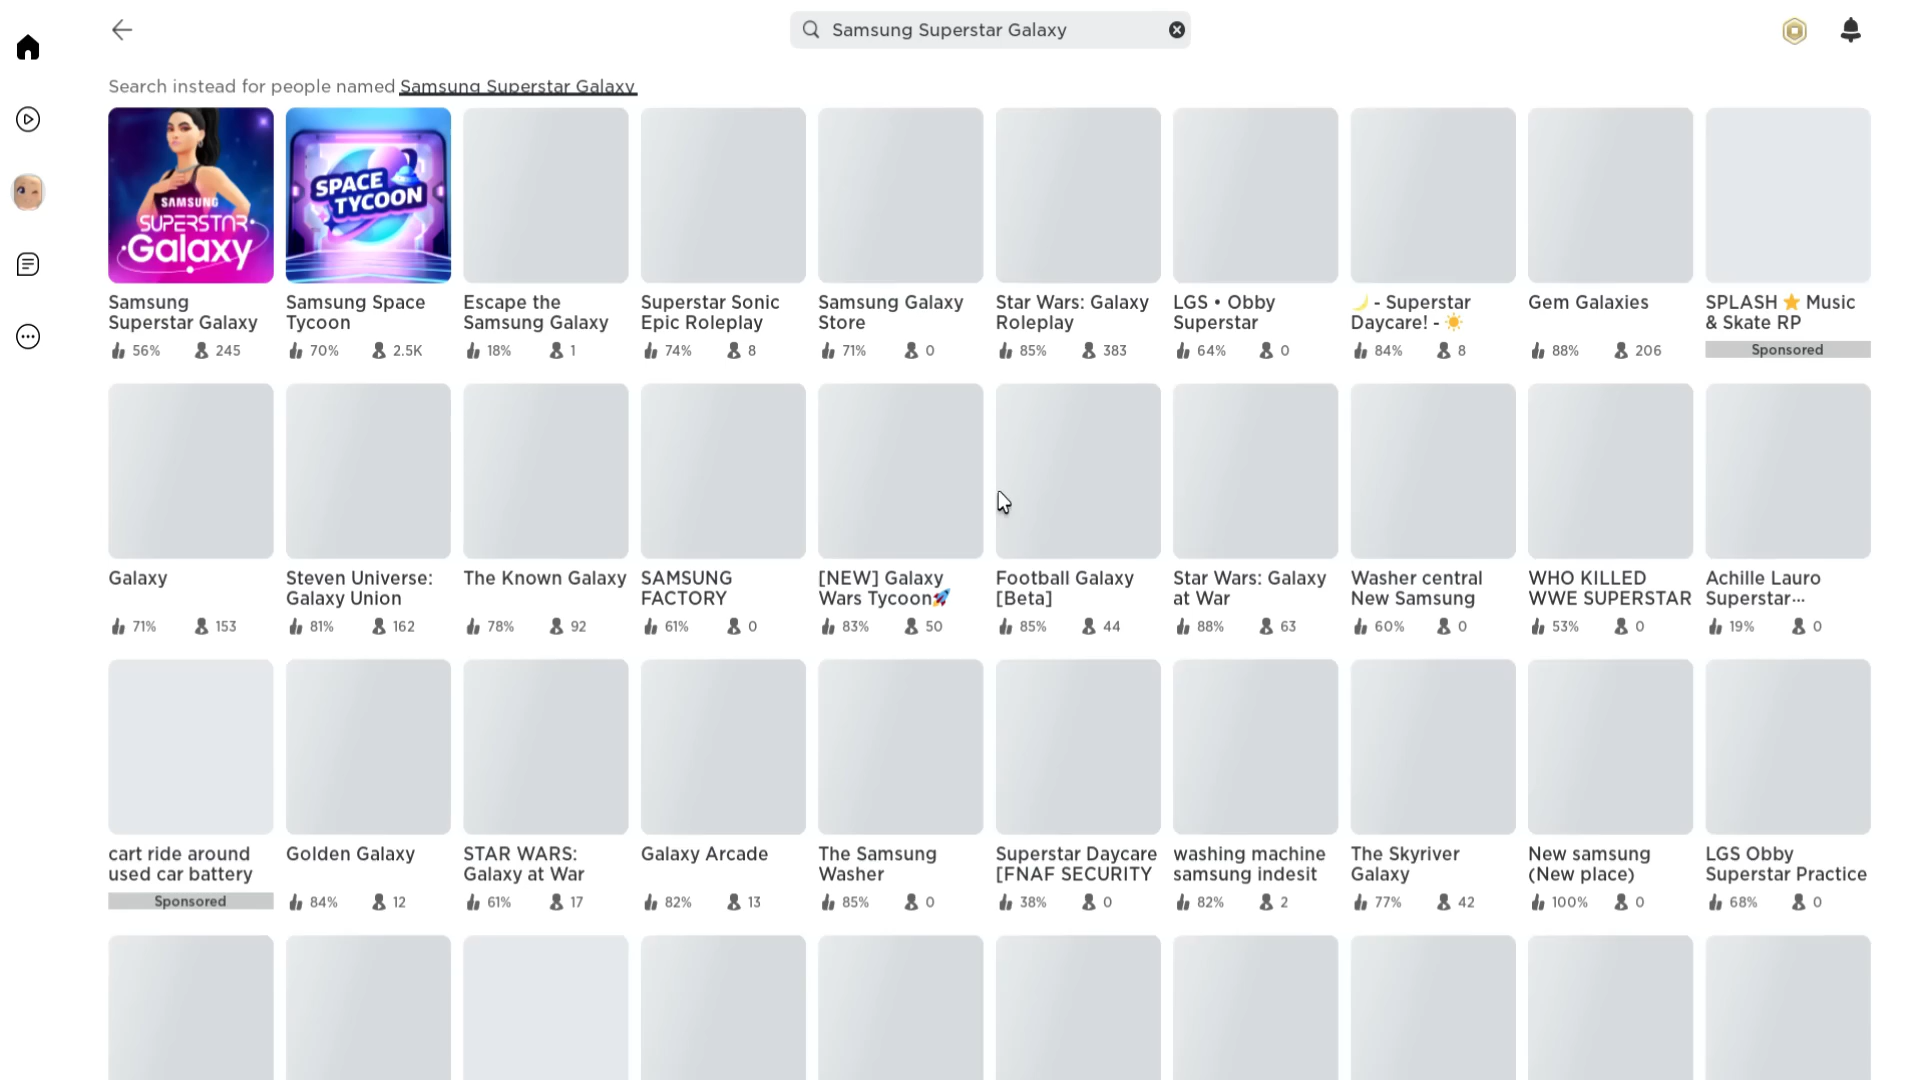 Samsung Superstar Galaxy
Search instead for people named Samsung Superstar Galaxy
SAMSUNG
SUPERSTAR
Galaxy
SPACE
TYCOON
Samsung
Superstar Galaxy
56% 245
Samsung Space
Tycoon
70% 2.5K
Escape the
Samsung Galaxy
18% 1
Superstar Sonic
Epic Roleplay
74% 8
Samsung Galaxy
Store
71% 0
Star Wars: Galaxy
Roleplay
85% 383
LGS • Obby
Superstar
64% 0
🌙 - Superstar
Daycare! - ☀️
84% 8
Gem Galaxies
88% 206
SPLASH ⭐ Music
& Skate RP
Sponsored
Galaxy
71% 153
Steven Universe:
Galaxy Union
81% 162
The Known Galaxy
78% 92
SAMSUNG
FACTORY
61% 0
[NEW] Galaxy
Wars Tycoon🚀
83% 50
Football Galaxy
[Beta]
85% 44
Star Wars: Galaxy
at War
88% 63
Washer central
New Samsung
60% 0
WHO KILLED
WWE SUPERSTAR
53% 0
Achille Lauro
Superstar...
19% 0
cart ride around
used car battery
Sponsored
Golden Galaxy
84% 12
STAR WARS:
Galaxy at War
61% 17
Galaxy Arcade
82% 13
The Samsung
Washer
85% 0
Superstar Daycare
[FNAF SECURITY
38% 0
washing machine
samsung indesit
82% 2
The Skyriver
Galaxy
77% 42
New samsung
(New place)
100% 0
LGS Obby
Superstar Practice
68% 0